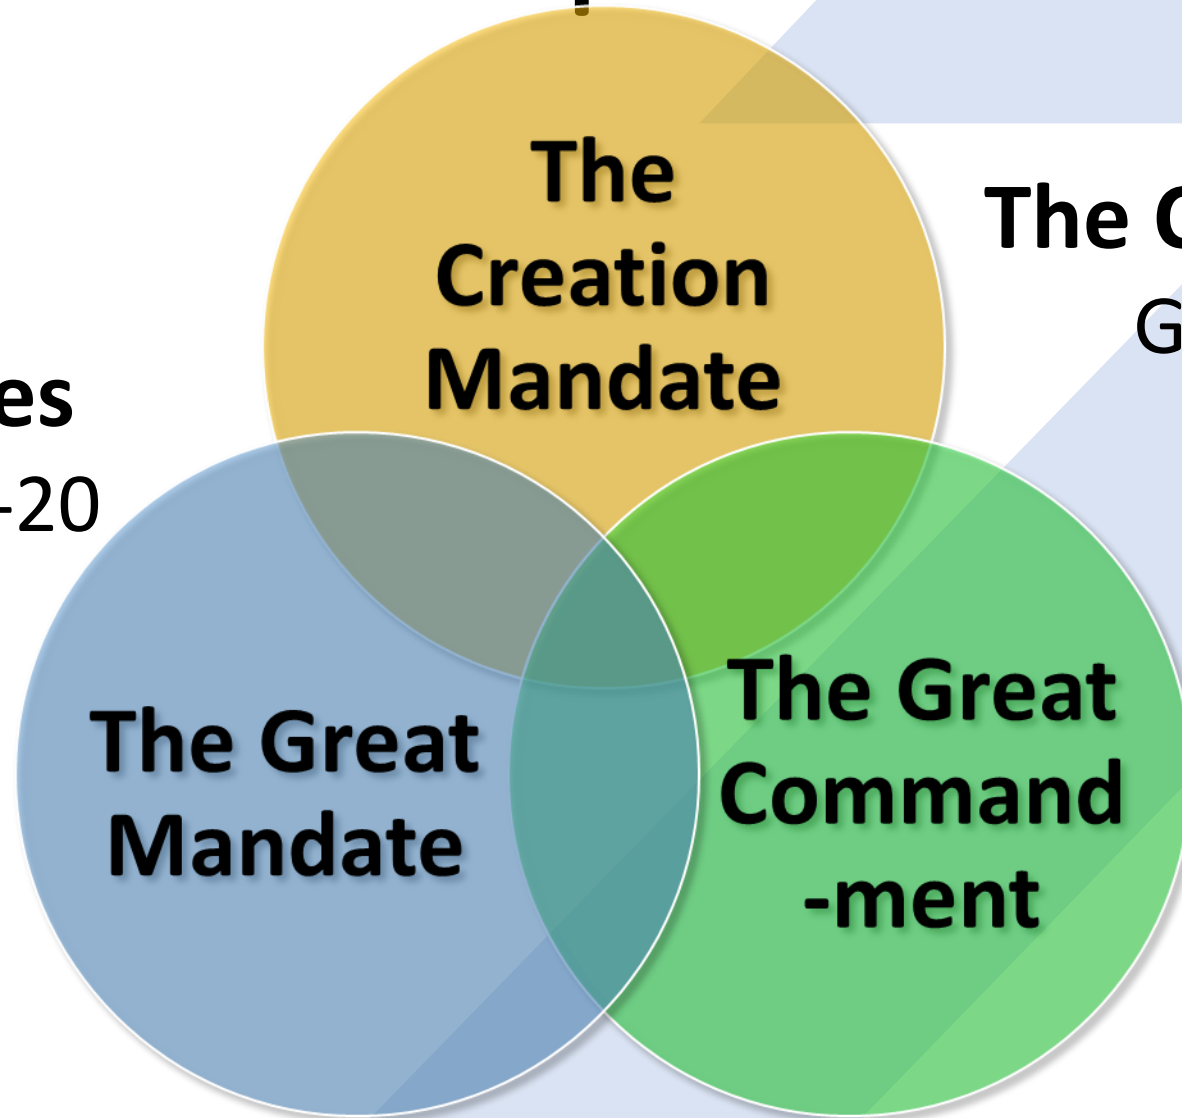 The
Creation
Mandate
The
G
es
-20
The Great
Mandate
The Great
Command
-ment